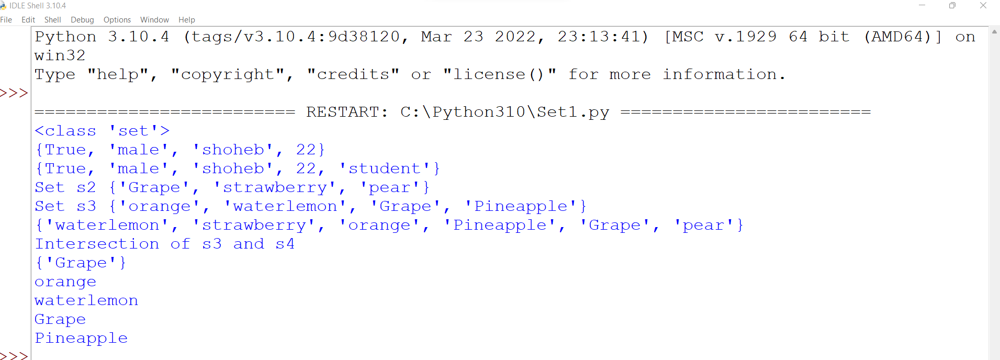 IDLE Shell 3.10.4
File Edit Shell Debug Options Window Help
Python 3.10.4 (tags/v3.10.4:9d38120, Mar 23 2022, 23:13:41) [MSC v.1929 64 bit (AMD64)] on
win32
Type "help", "copyright", "credits" or "license()" for more information.
>>>
========================= RESTART: C:\Python310\Set1.py ========================
<class 'set'>
{True, 'male', 'shoheb', 22}
{True, 'male', 'shoheb', 22, 'student'}
Set s2 {'Grape', 'strawberry', 'pear'}
Set s3 {'orange', 'waterlemon', 'Grape', 'Pineapple'}
{'waterlemon', 'strawberry', 'orange', 'Pineapple', 'Grape', 'pear'}
Intersection of s3 and s4
{'Grape'}
orange
waterlemon
Grape
Pineapple
>>>